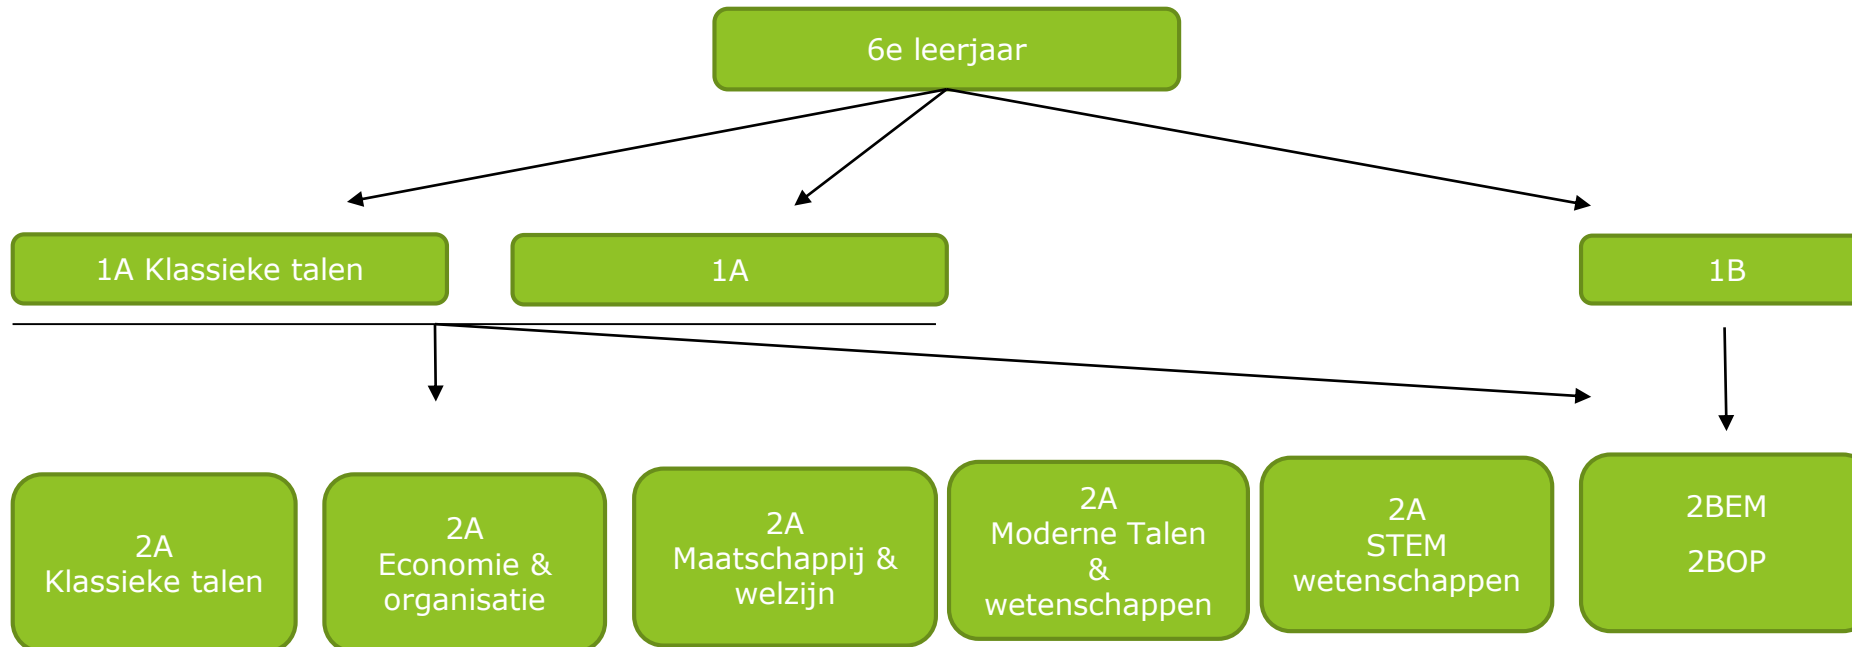 6e leerjaar
1A Klassieke talen
1A
1B
2A
Klassieke talen
2A
Economie &
organisatie
2A
Maatschappij &
welzijn
2A
Moderne Talen
&
wetenschappen
2A
STEM
wetenschappen
2BEM
2BOP